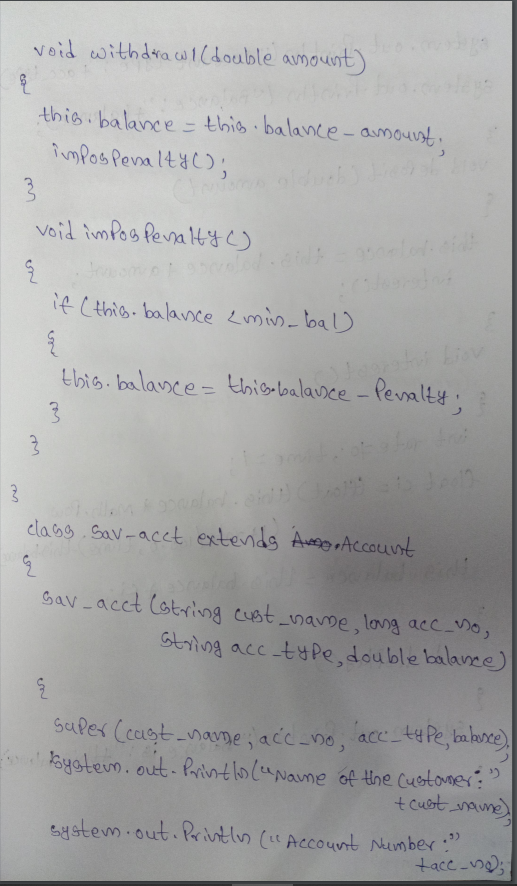 void withdrawl(double amount)
{
this.balance = this.balance - amount;
imposPenalty();
}
void imposPenalty()
{
if (this.balance < min_bal)
{
this.balance = this.balance - Penalty;
}
}
}
class sav-acct extends Account
{
sav_acct (string cust_name, long acc_no,
String acc_type, double balance)
{
super(cust_name, acc_no, acc_type, balance);
System.out.Println("Name of the customer:"
+ cust_name);
system.out.Println ("Account Number:"
+acc_no);